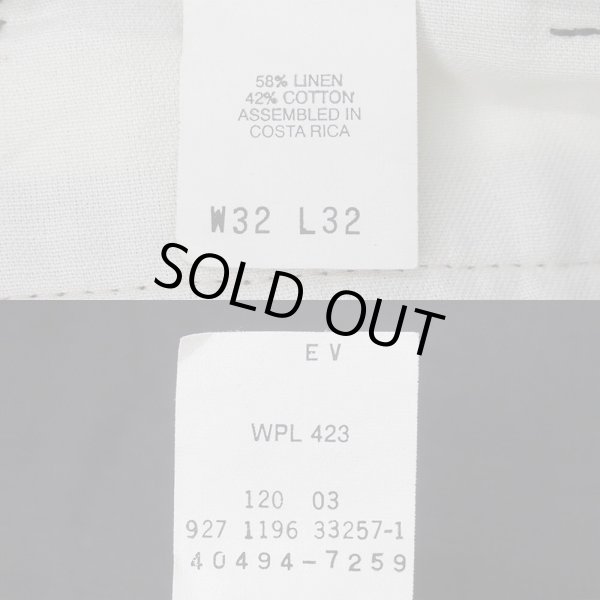 58% LINEN
42% COTTON
ASSEMBLED IN
COSTA RICA
W32 L32
SOLD OUT
E V
WPL 423
120 03
927 1196 33257-1
40494-7259